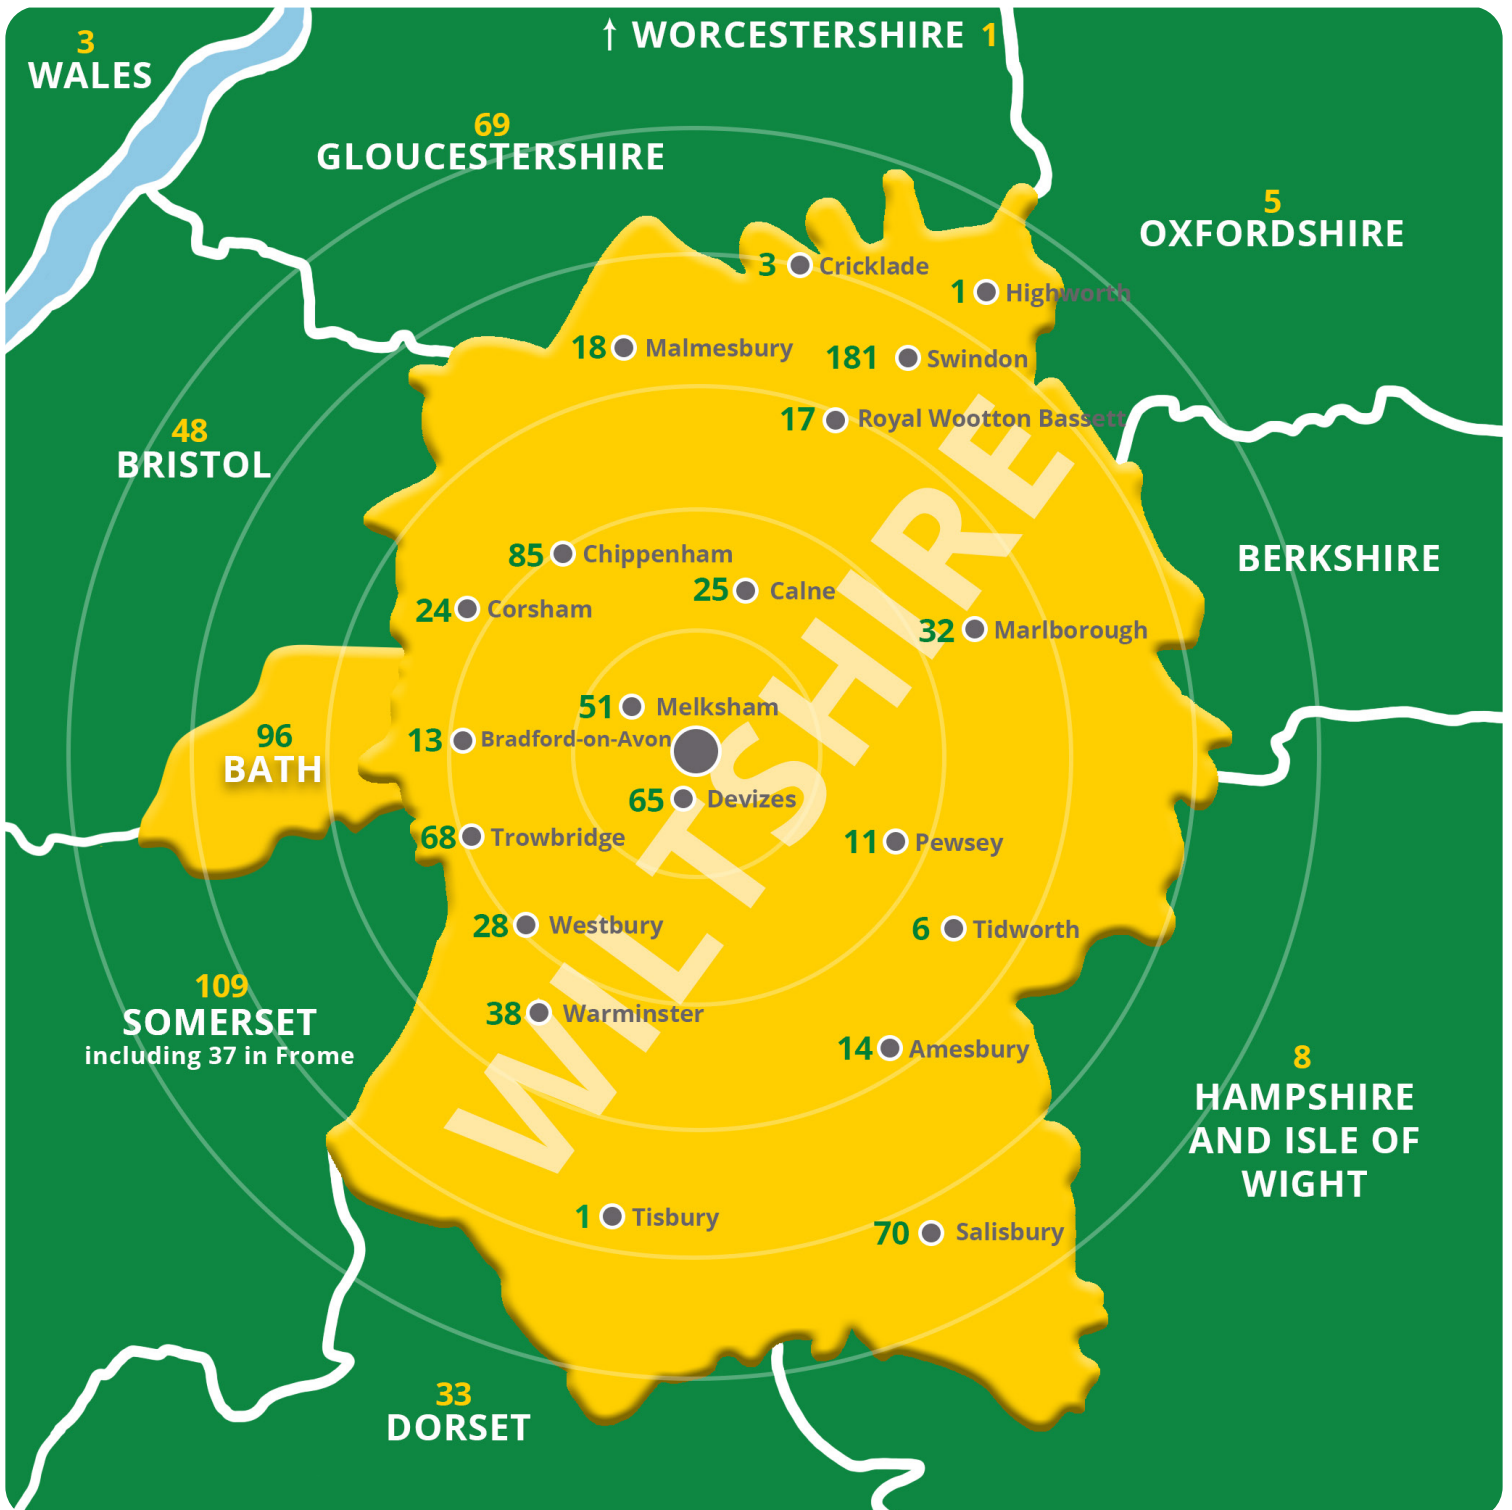 3
WALES
↑ WORCESTERSHIRE 1
69
GLOUCESTERSHIRE
5
OXFORDSHIRE
3 Cricklade
1 Highworth
18 Malmesbury
181 Swindon
17 Royal Wootton Bassett
48
BRISTOL
85 Chippenham
BERKSHIRE
25 Calne
24 Corsham
32 Marlborough
51 Melksham
96
BATH
13 Bradford-on-Avon
65 Devizes
68 Trowbridge
11 Pewsey
28 Westbury
6 Tidworth
WILTSHIRE
109
SOMERSET
including 37 in Frome
38 Warminster
14 Amesbury
8
HAMPSHIRE
AND ISLE OF
WIGHT
1 Tisbury
70 Salisbury
33
DORSET